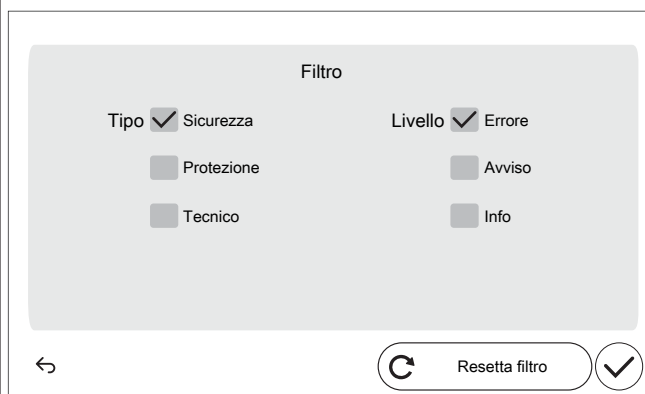 Filtro
Tipo Sicurezza
Livello Errore
Protezione
Avviso
Tecnico
Info
Resetta filtro